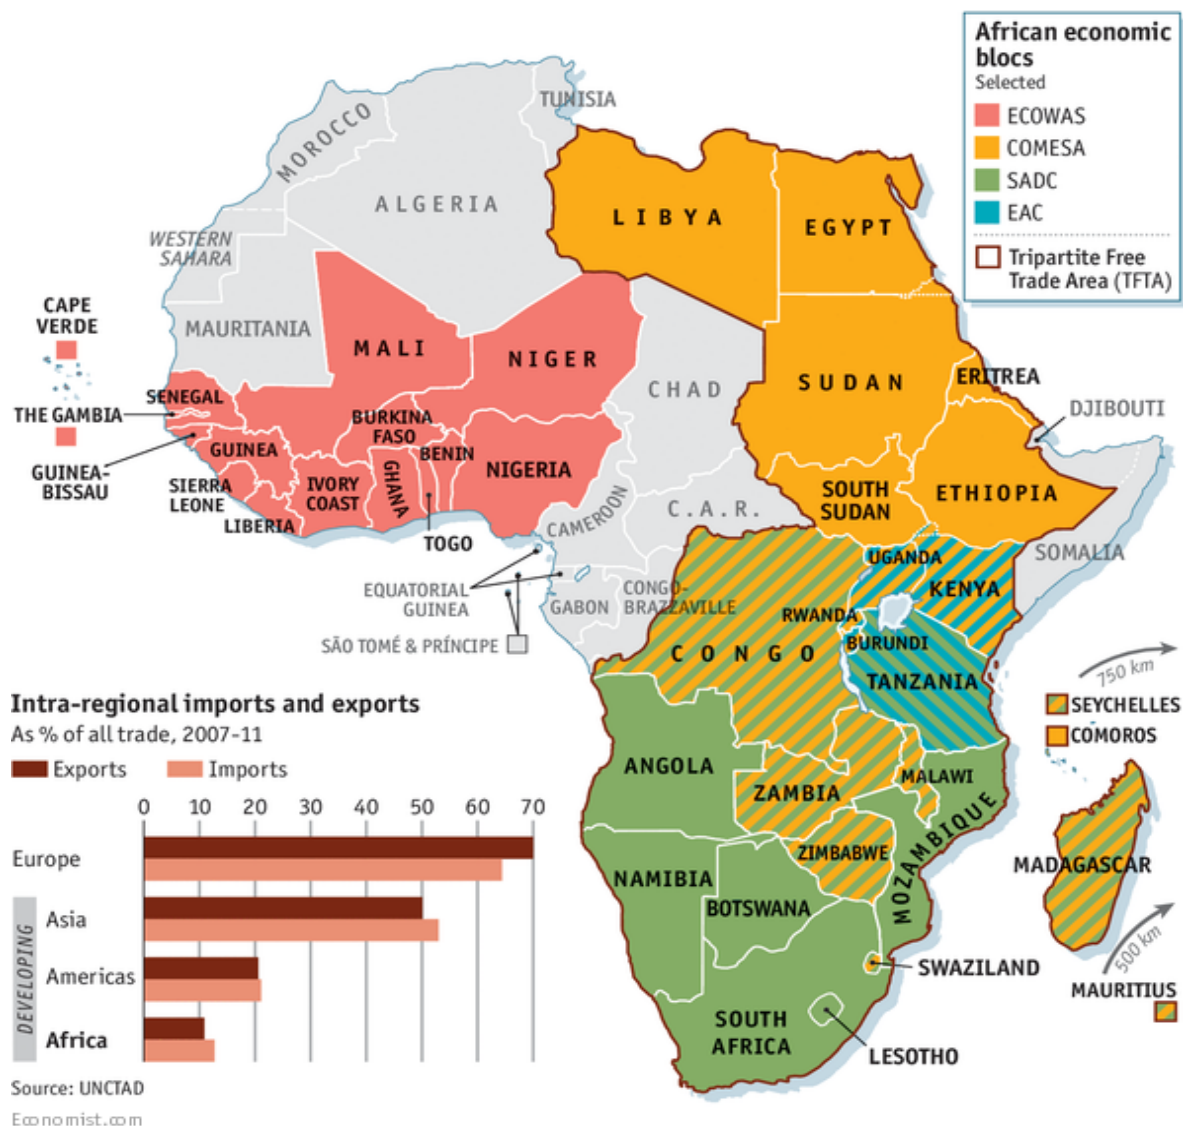 African economic
blocs
Selected
ECOWAS
COMESA
SADC
EAC
Tripartite Free
Trade Area (TFTA)
TUNISIA
MOROCCO
ALGERIA
LIBYA
EGYPT
WESTERN
SAHARA
MAURITANIA
CAPE
VERDE
MALI
NIGER
CHAD
SUDAN
ERITREA
DJIBOUTI
SENEGAL
THE GAMBIA
GUINEA-
BISSAU
GUINEA
SIERRA
LEONE
LIBERIA
IVORY
COAST
BURKINA
FASO
GHANA
BENIN
TOGO
NIGERIA
CAMEROON
C.A.R.
SOUTH
SUDAN
ETHIOPIA
SOMALIA
EQUATORIAL
GUINEA
SÃO TOMÉ & PRÍNCIPE
GABON
CONGO-
BRAZZAVILLE
UGANDA
KENYA
RWANDA
BURUNDI
CONGO
TANZANIA
750 km
SEYCHELLES
COMOROS
ANGOLA
ZAMBIA
MALAWI
MOZAMBIQUE
ZIMBABWE
MADAGASCAR
NAMIBIA
BOTSWANA
500 km
MAURITIUS
SWAZILAND
SOUTH
AFRICA
LESOTHO
Intra-regional imports and exports
As % of all trade, 2007-11
Exports Imports
0 10 20 30 40 50 60 70
Europe
DEVELOPING
Asia
Americas
Africa
Source: UNCTAD
Economist.com